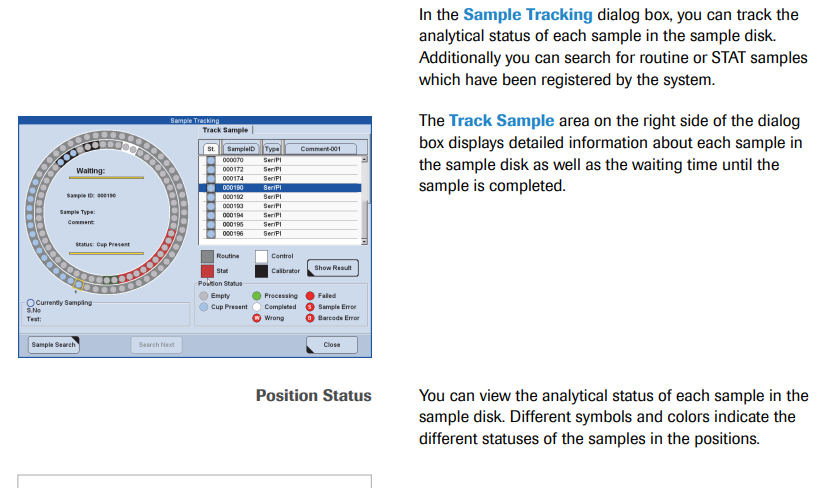 In the Sample Tracking dialog box, you can track the
analytical status of each sample in the sample disk.
Additionally you can search for routine or STAT samples
which have been registered by the system.
The Track Sample area on the right side of the dialog
box displays detailed information about each sample in
the sample disk as well as the waiting time until the
sample is completed.
Sample Tracking
Track Sample
St. SampleID Type Comment-001
000070 Ser/Pl
000172 Ser/Pl
000174 Ser/Pl
000190 Ser/Pl
000192 Ser/Pl
000193 Ser/Pl
000194 Ser/Pl
000195 Ser/Pl
000196 Ser/Pl
Waiting:
Sample ID: 000190
Sample Type:
Comment:
Status: Cup Present
Routine Control
Stat Calibrator
Show Result
Position Status
Empty Processing Failed
Cup Present Completed S Sample Error
W Wrong B Barcode Error
Currently Sampling
S.No
Test:
Sample Search Search Next Close
Position Status
You can view the analytical status of each sample in the
sample disk. Different symbols and colors indicate the
different statuses of the samples in the positions.